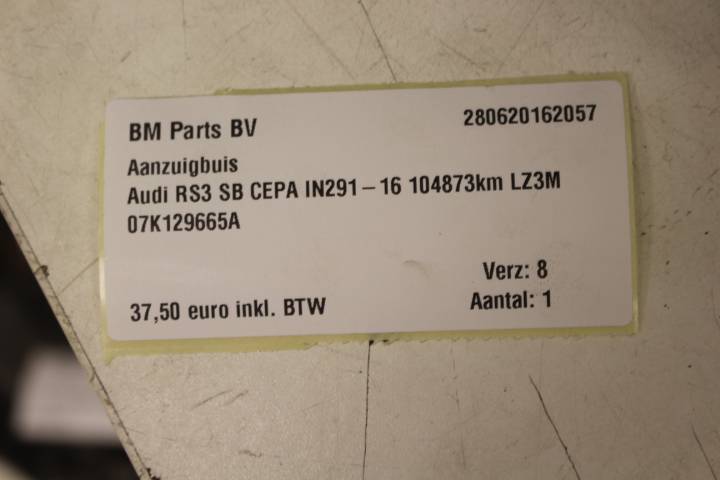 BM Parts BV 280620162057
Aanzuigbuis
Audi RS3 SB CEPA IN291-16 104873km LZ3M
07K129665A
Verz: 8
37,50 euro inkl. BTW Aantal: 1